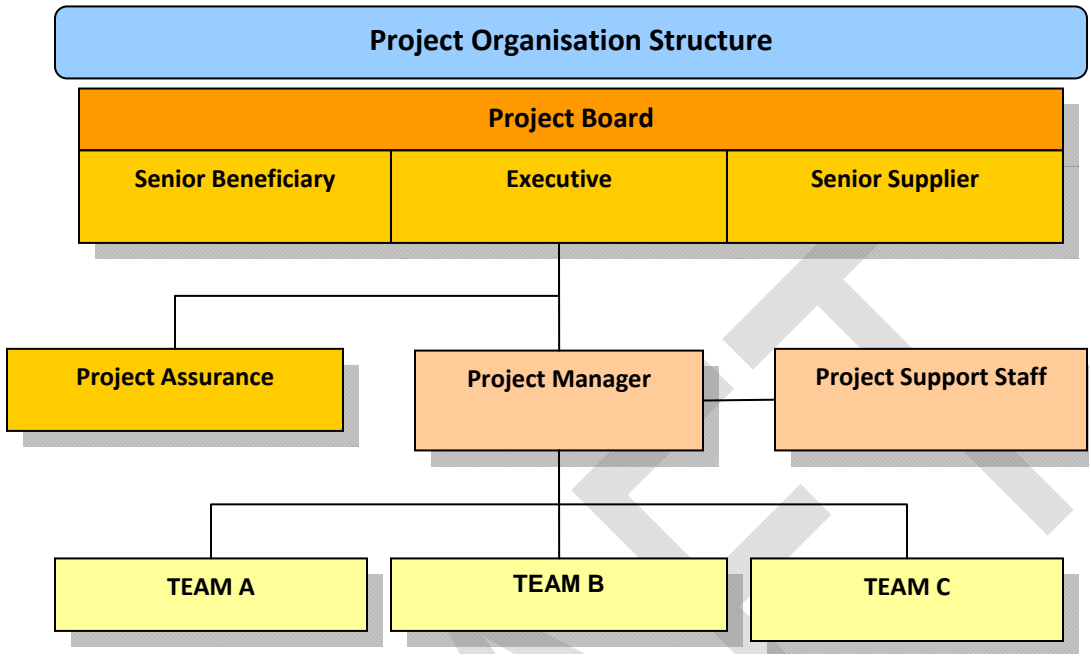 Project Organisation Structure
Project Board
Senior Beneficiary
Executive
Senior Supplier
Project Assurance
Project Manager
Project Support Staff
TEAM A
TEAM B
TEAM C